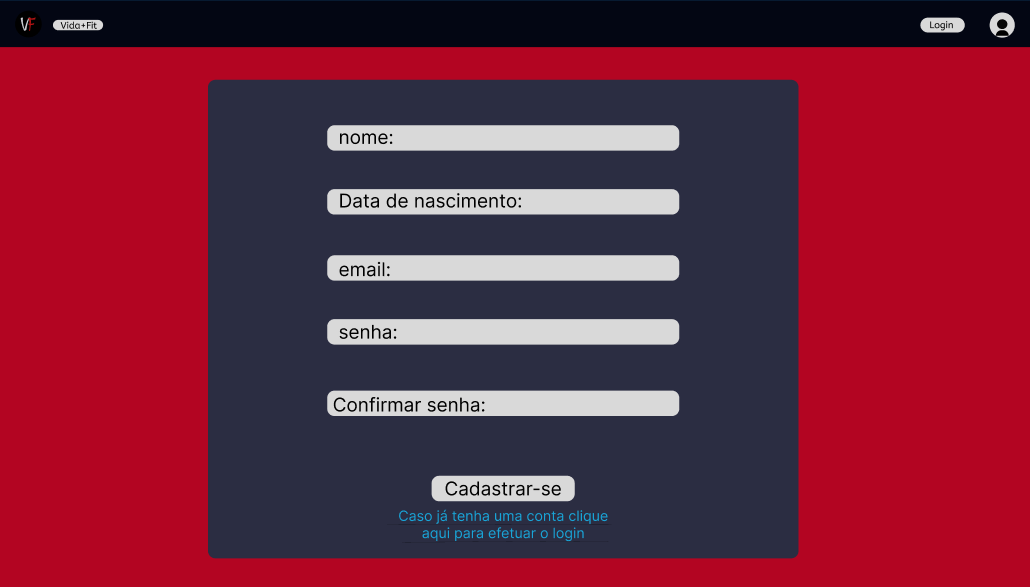 VF
Vida+Fit
Login
nome:
Data de nascimento:
email:
senha:
Confirmar senha:
Cadastrar-se
Caso já tenha uma conta clique
aqui para efetuar o login